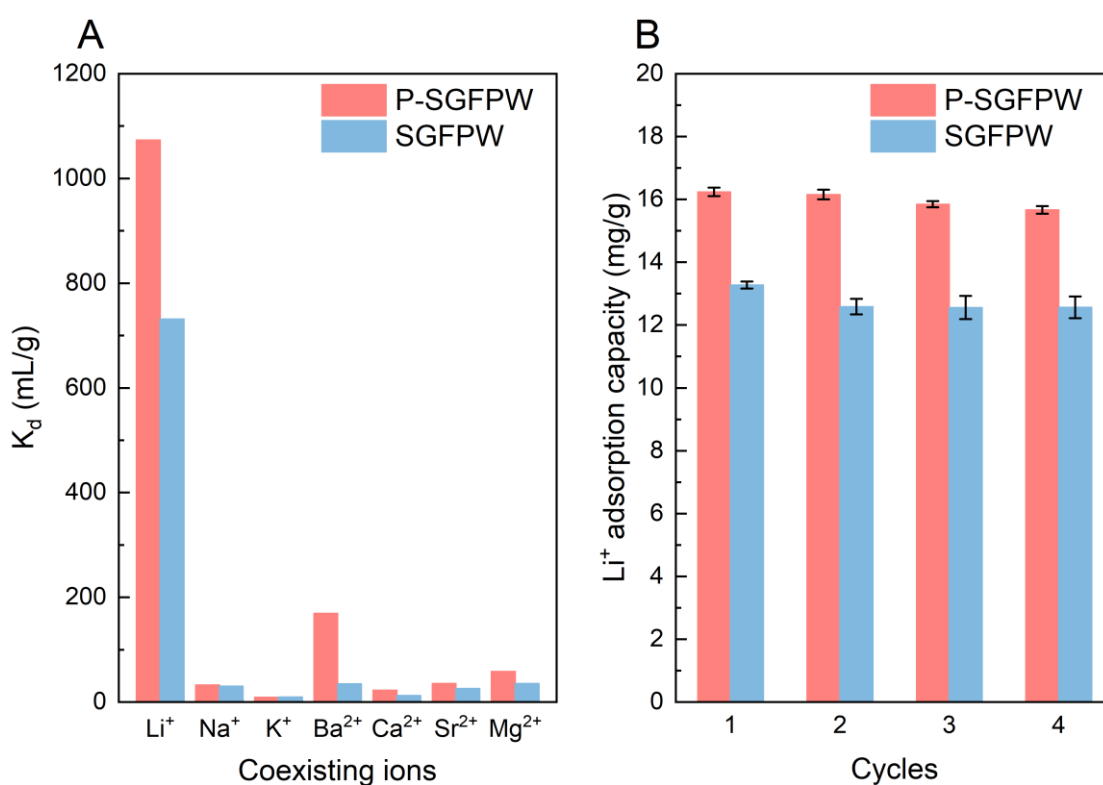 A
1200
1000
800
600
400
200
0
K_d (mL/g)
P-SGFPW
SGFPW
Li⁺ Na⁺ K⁺ Ba²⁺ Ca²⁺ Sr²⁺ Mg²⁺
Coexisting ions
B
20
18
16
14
12
10
8
6
4
2
0
Li⁺ adsorption capacity (mg/g)
P-SGFPW
SGFPW
1 2 3 4
Cycles